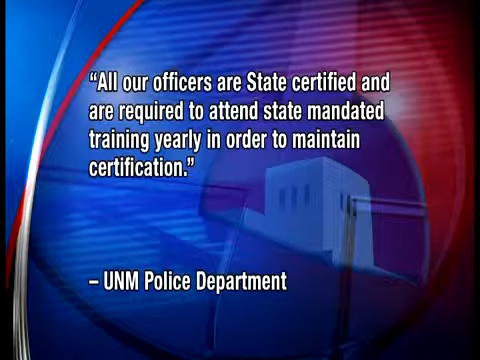 “All our officers are State certified and
are required to attend state mandated
training yearly in order to maintain
certification.”
– UNM Police Department